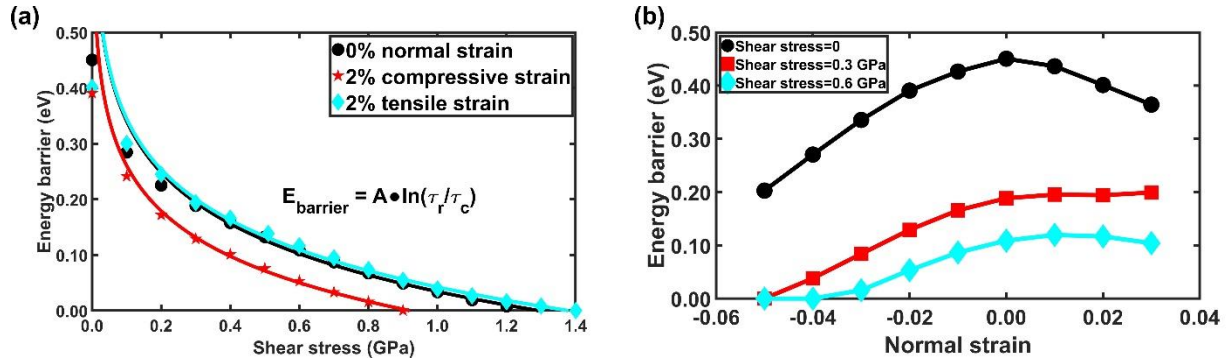 (a)
Energy barrier (eV)
0.50
0.40
0.30
0.20
0.10
0.00
0.0 0.2 0.4 0.6 0.8 1.0 1.2 1.4
Shear stress (GPa)
0% normal strain
2% compressive strain
2% tensile strain
E_barrier = A•ln(τ_r/τ_c)
(b)
Energy barrier (eV)
0.50
0.40
0.30
0.20
0.10
0.00
-0.06 -0.04 -0.02 0.00 0.02 0.04
Normal strain
Shear stress=0
Shear stress=0.3 GPa
Shear stress=0.6 GPa